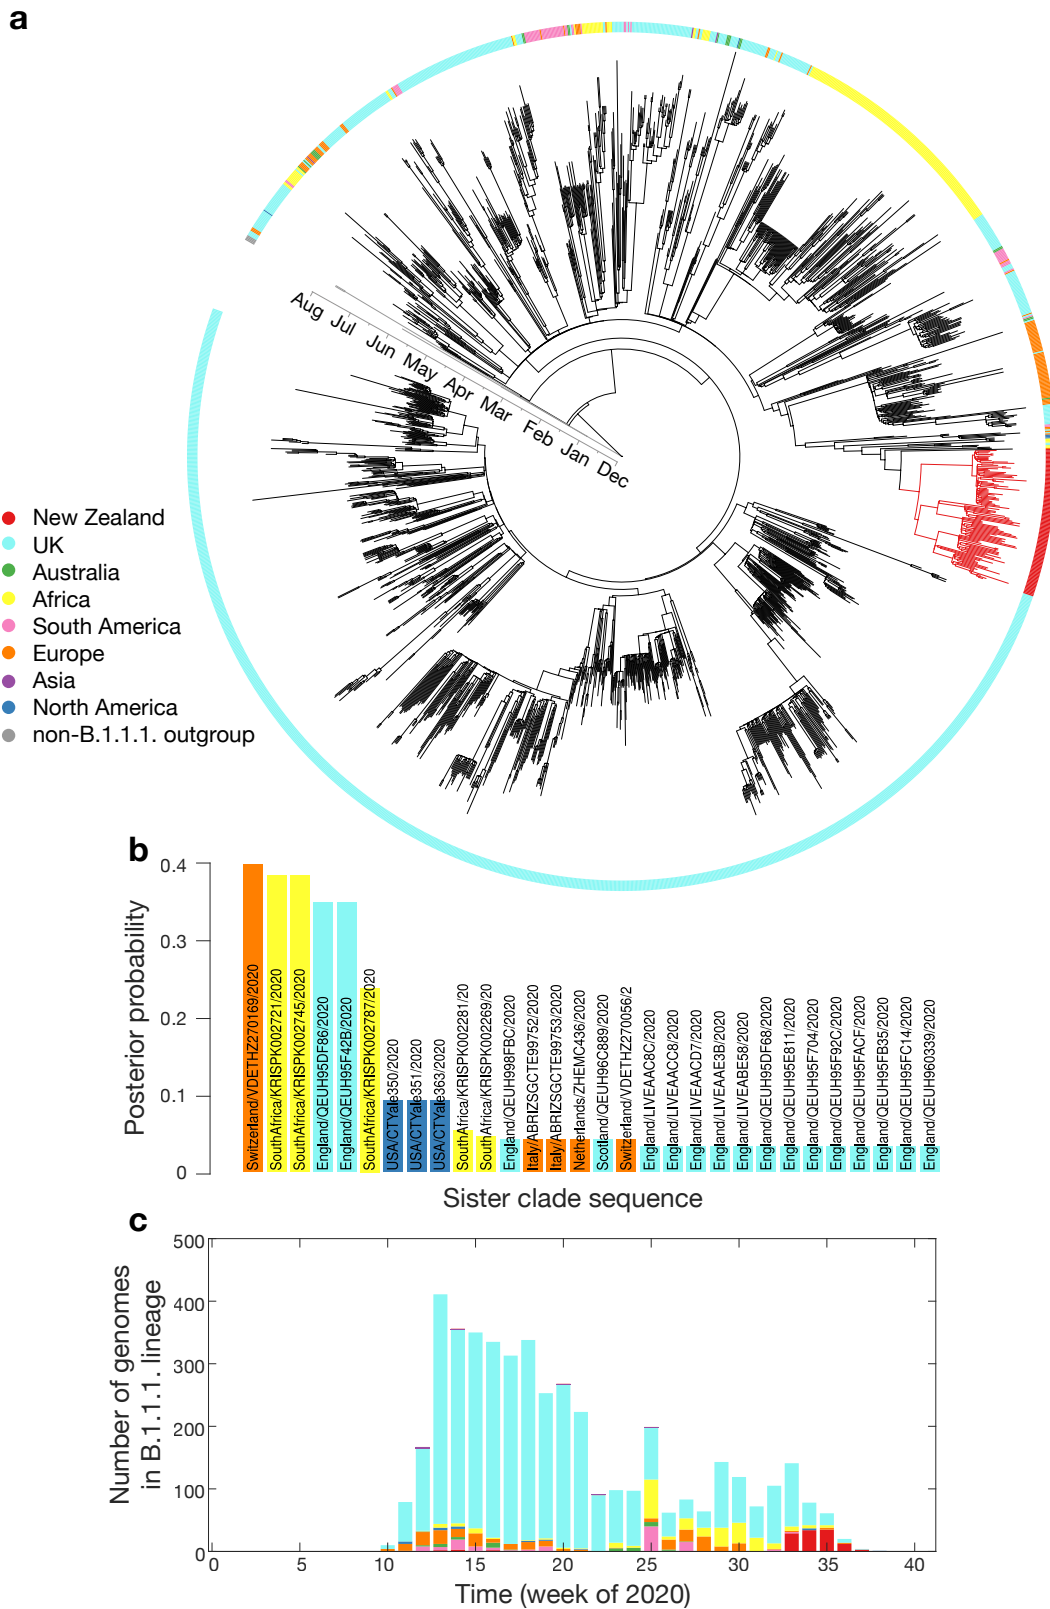 a
Aug Jul Jun May Apr Mar Feb Jan Dec
New Zealand
UK
Australia
Africa
South America
Europe
Asia
North America
non-B.1.1.1. outgroup
b
Posterior probability
0.4
0.3
0.2
0.1
0
Switzerland/VDETHZ270169/2020
SouthAfrica/KRISPK002721/2020
SouthAfrica/KRISPK002745/2020
England/QEUH95DF86/2020
England/QEUH95F42B/2020
SouthAfrica/KRISPK002787/2020
USA/CTYale350/2020
USA/CTYale351/2020
USA/CTYale363/2020
SouthAfrica/KRISPK002281/20
SouthAfrica/KRISPK002269/20
England/QEUH998FBC/2020
Italy/ABRIZSGCTE99752/2020
Italy/ABRIZSGCTE99753/2020
Netherlands/ZHEMC436/2020
Scotland/QEUH96C889/2020
Switzerland/VDETHZ270056/2
England/LIVEAAC8C/2020
England/LIVEAACC8/2020
England/LIVEAACD7/2020
England/LIVEAAE3B/2020
England/LIVEABE58/2020
England/QEUH95DF68/2020
England/QEUH95E811/2020
England/QEUH95F704/2020
England/QEUH95F92C/2020
England/QEUH95FACF/2020
England/QEUH95FB35/2020
England/QEUH95FC14/2020
England/QEUH960339/2020
Sister clade sequence
c
Number of genomes
in B.1.1.1. lineage
500
400
300
200
100
0
0 5 10 15 20 25 30 35 40
Time (week of 2020)